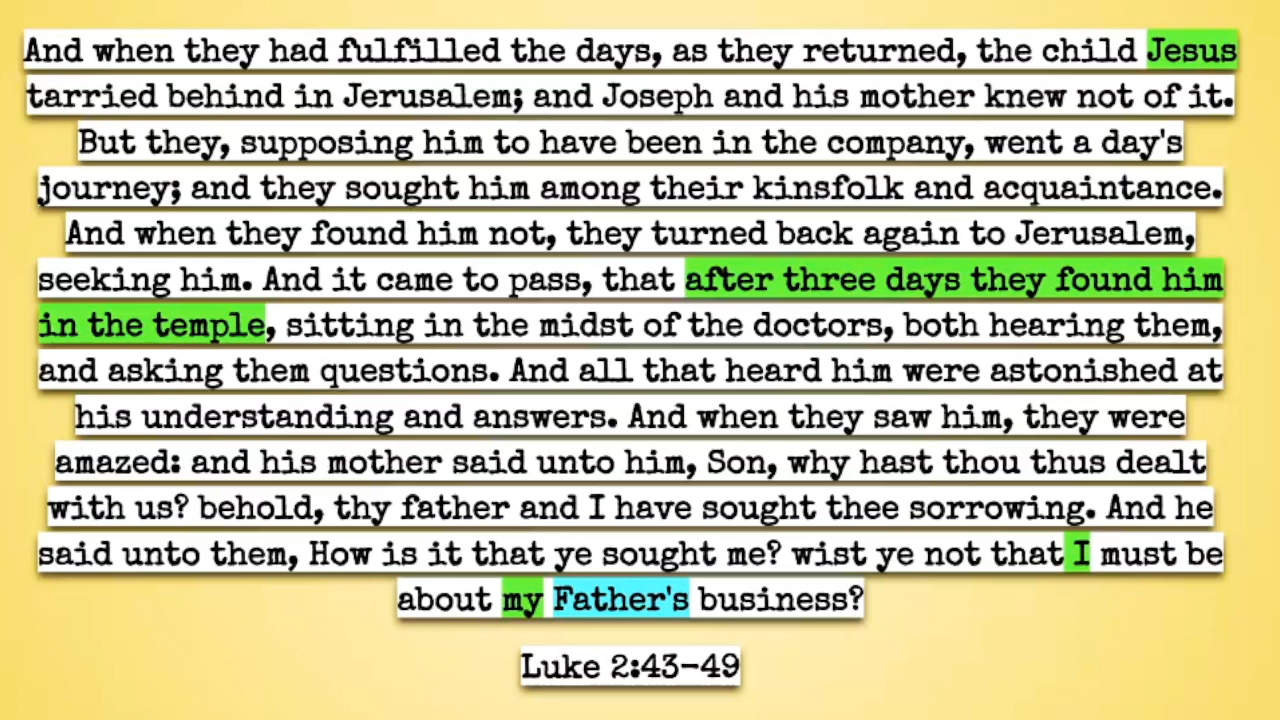 And when they had fulfilled the days, as they returned, the child Jesus
tarried behind in Jerusalem; and Joseph and his mother knew not of it.
But they, supposing him to have been in the company, went a day's
journey; and they sought him among their kinsfolk and acquaintance.
And when they found him not, they turned back again to Jerusalem,
seeking him. And it came to pass, that after three days they found him
in the temple, sitting in the midst of the doctors, both hearing them,
and asking them questions. And all that heard him were astonished at
his understanding and answers. And when they saw him, they were
amazed: and his mother said unto him, Son, why hast thou thus dealt
with us? behold, thy father and I have sought thee sorrowing. And he
said unto them, How is it that ye sought me? wist ye not that I must be
about my Father's business?
Luke 2:43-49